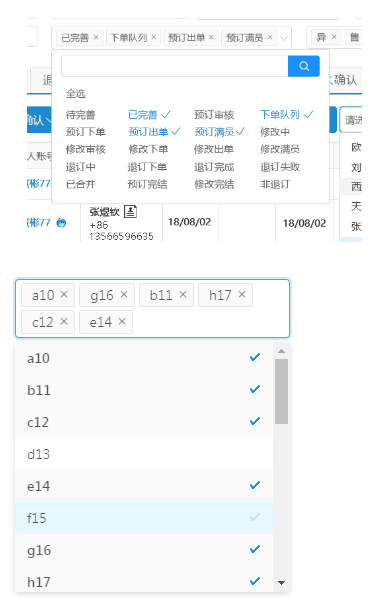 已完善 × 下单队列 × 预订出单 × 预订满员 ×
异 × 售
全选
退
确认
待完善 已完善 预订审核 下单队列
预订下单 预订出单 预订满员 修改中
修改审核 修改下单 修改出单 修改满员
退订中 退订下单 退订完成 退订失败
已合并 预订完结 修改完结 非退订
确认
请选
人账号
欧
刘
西
天
张
彬77
彬77
张煜钦
+86
13566596635
18/08/02
18/08/02
a10 × g16 × b11 × h17 ×
c12 × e14 ×
a10
b11
c12
d13
e14
f15
g16
h17